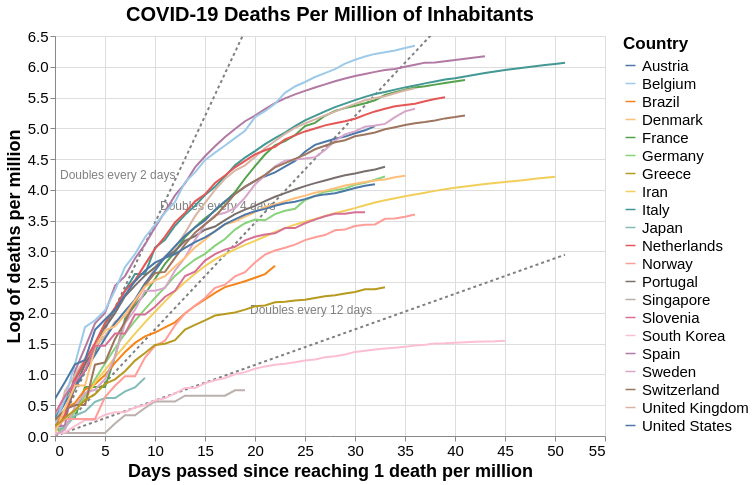 COVID-19 Deaths Per Million of Inhabitants
Log of deaths per million
6.5
6.0
5.5
5.0
4.5
4.0
3.5
3.0
2.5
2.0
1.5
1.0
0.5
0.0
Doubles every 2 days
Doubles every 4 days
Doubles every 12 days
0 5 10 15 20 25 30 35 40 45 50 55
Days passed since reaching 1 death per million
Country
Austria
Belgium
Brazil
Denmark
France
Germany
Greece
Iran
Italy
Japan
Netherlands
Norway
Portugal
Singapore
Slovenia
South Korea
Spain
Sweden
Switzerland
United Kingdom
United States